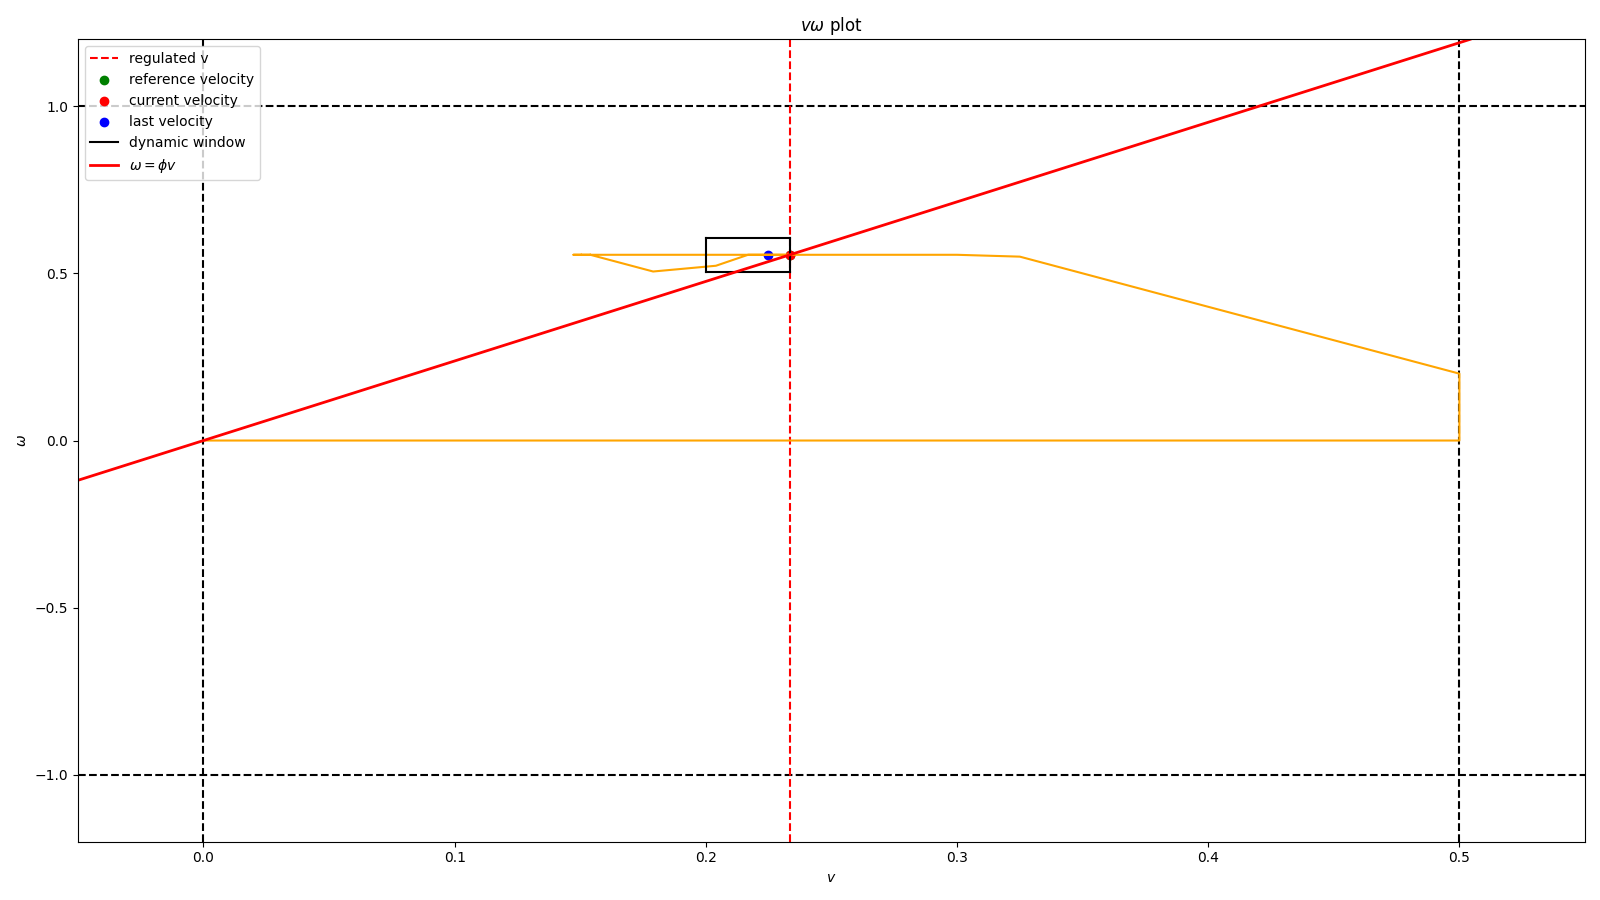 vω plot
regulated v
reference velocity
current velocity
last velocity
dynamic window
ω = ϕv
1.0
0.5
0.0
−0.5
−1.0
ω
0.0 0.1 0.2 0.3 0.4 0.5
v